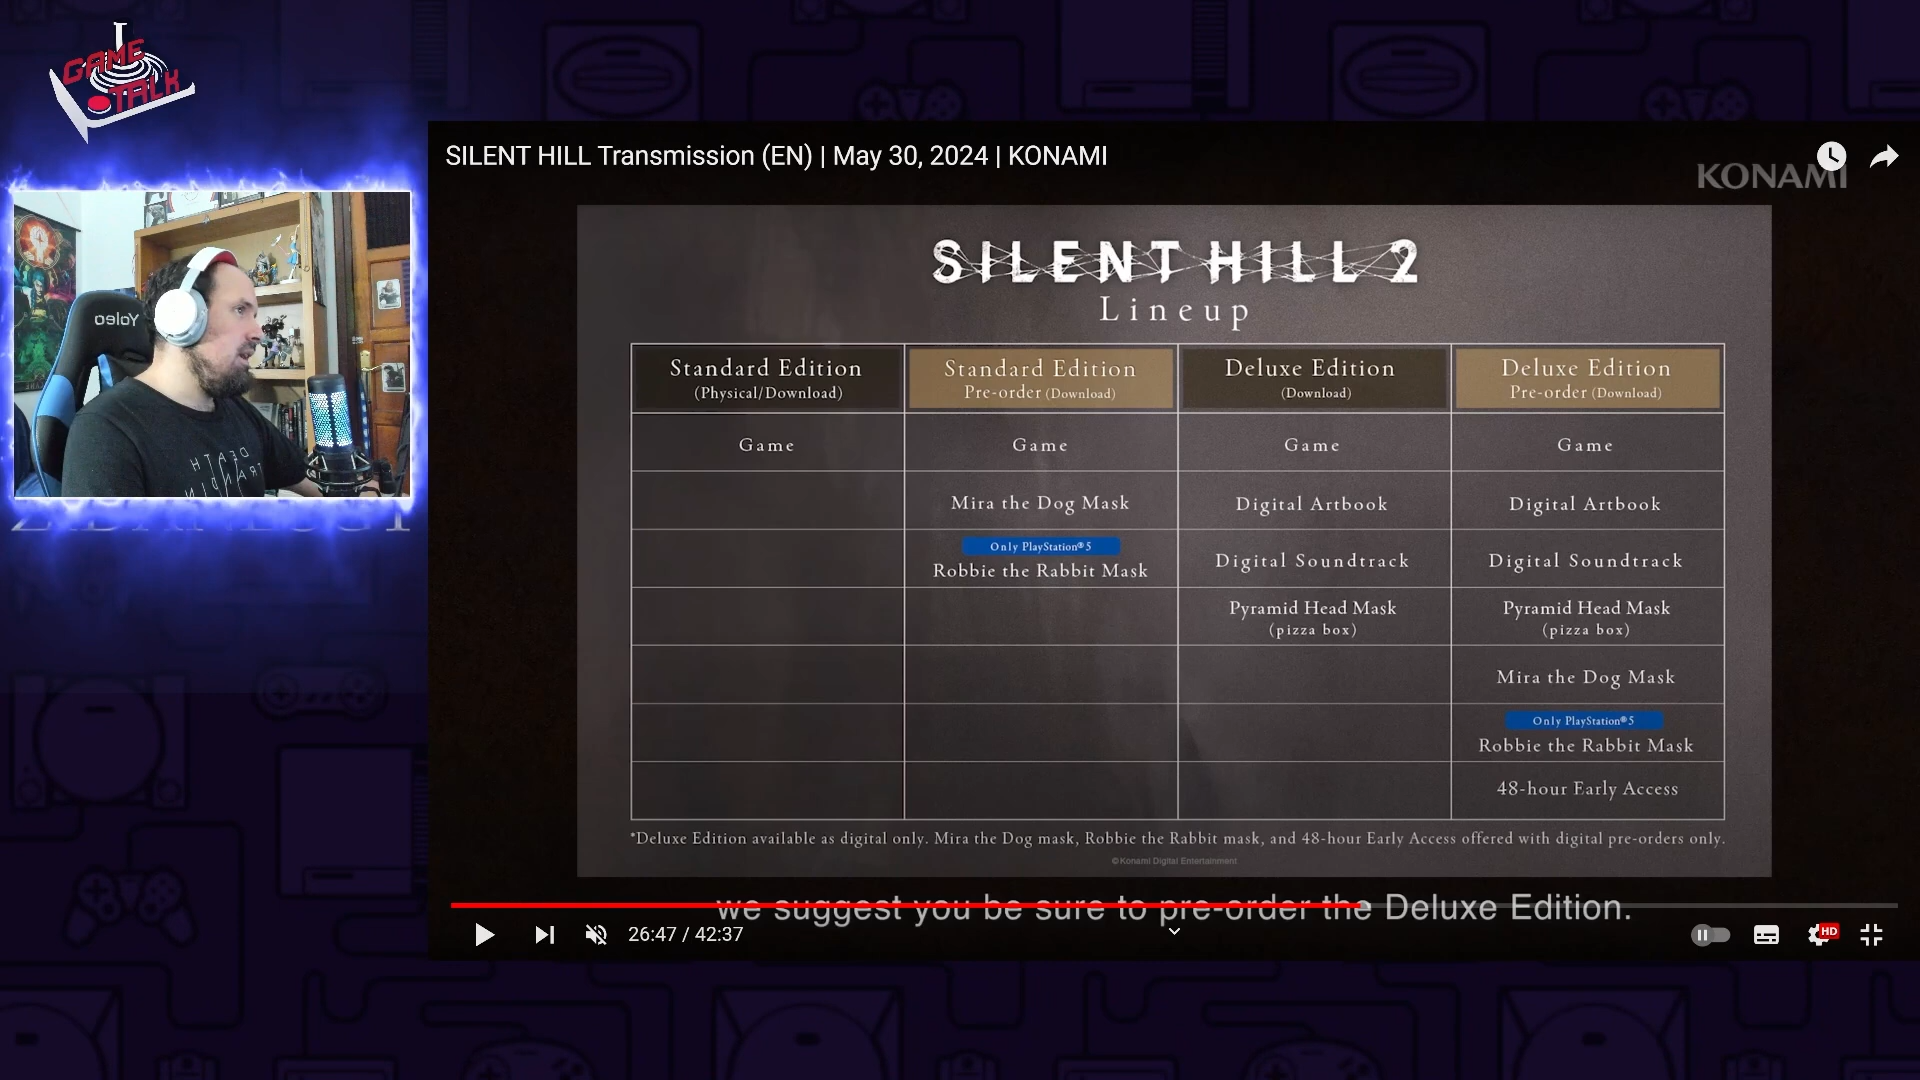 GAME
TALK
SILENT HILL Transmission (EN) | May 30, 2024 | KONAMI
KONAMI
Yoleo
DEATH
SILENT HILL 2
Lineup
Standard Edition
(Physical/Download)
Standard Edition
Pre-order (Download)
Deluxe Edition
(Download)
Deluxe Edition
Pre-order (Download)
Game
Game
Game
Game
Mira the Dog Mask
Digital Artbook
Digital Artbook
Only PlayStation®5
Robbie the Rabbit Mask
Digital Soundtrack
Digital Soundtrack
Pyramid Head Mask
(pizza box)
Pyramid Head Mask
(pizza box)
Mira the Dog Mask
Only PlayStation®5
Robbie the Rabbit Mask
48-hour Early Access
*Deluxe Edition available as digital only. Mira the Dog mask, Robbie the Rabbit mask, and 48-hour Early Access offered with digital pre-orders only.
©Konami Digital Entertainment
we suggest you be sure to pre-order the Deluxe Edition.
26:47 / 42:37
HD